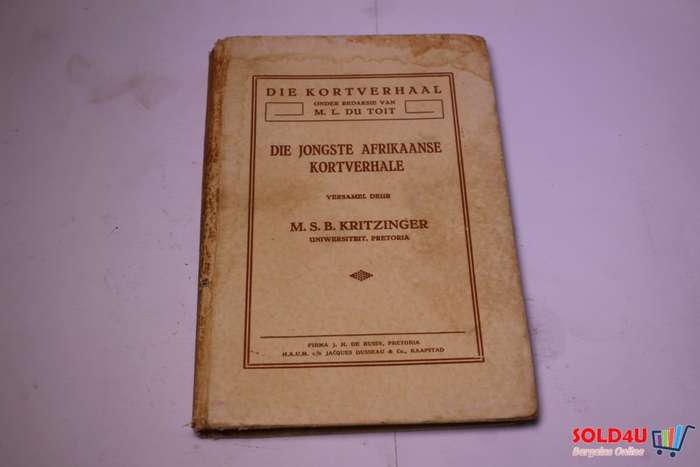 DIE KORTVERHAAL
ONDER REDAKSIE VAN
M. L. DU TOIT
DIE JONGSTE AFRIKAANSE
KORTVERHALE
VERSAMEL DEUR
M. S. B. KRITZINGER
UNIWERSITEIT, PRETORIA
FIRMA J. H. DE BUSSY, PRETORIA
H.A.U.M. v/h JACQUES DUSSEAU & Co., KAAPSTAD
SOLD4U
Bargains Online